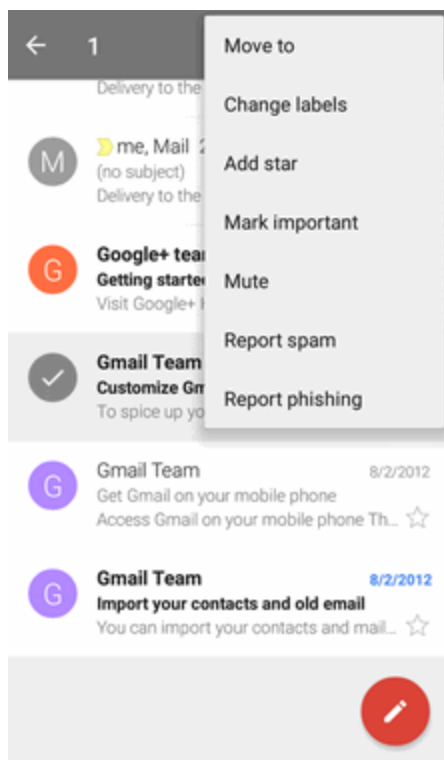 1
Move to
Change labels
Add star
Mark important
Mute
Report spam
Report phishing
Delivery to the
M
me, Mail 2
(no subject)
Delivery to the
G
Google+ tea
Getting starte
Visit Google+
Gmail Team
Customize Gm
To spice up yo
G
Gmail Team 8/2/2012
Get Gmail on your mobile phone
Access Gmail on your mobile phone Th...
G
Gmail Team 8/2/2012
Import your contacts and old email
You can import your contacts and mail...